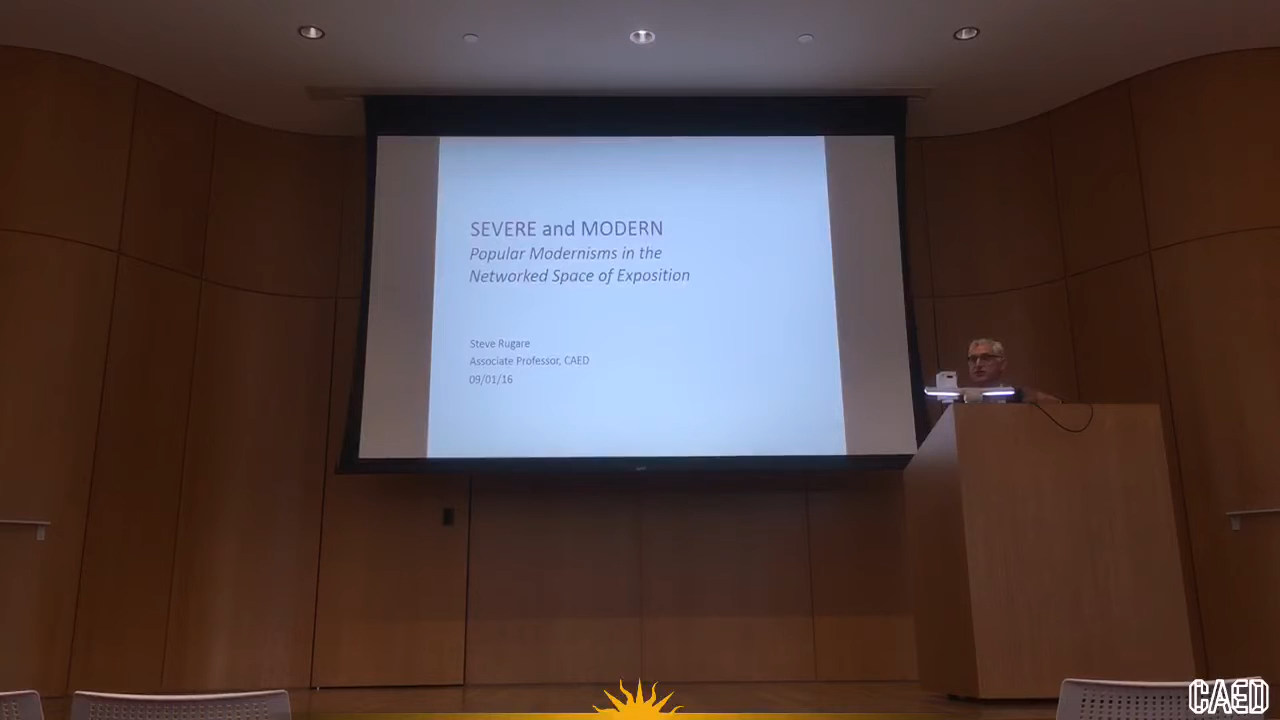 SEVERE and MODERN
Popular Modernisms in the
Networked Space of Exposition
Steve Rugare
Associate Professor, CAED
09/01/16
CAED